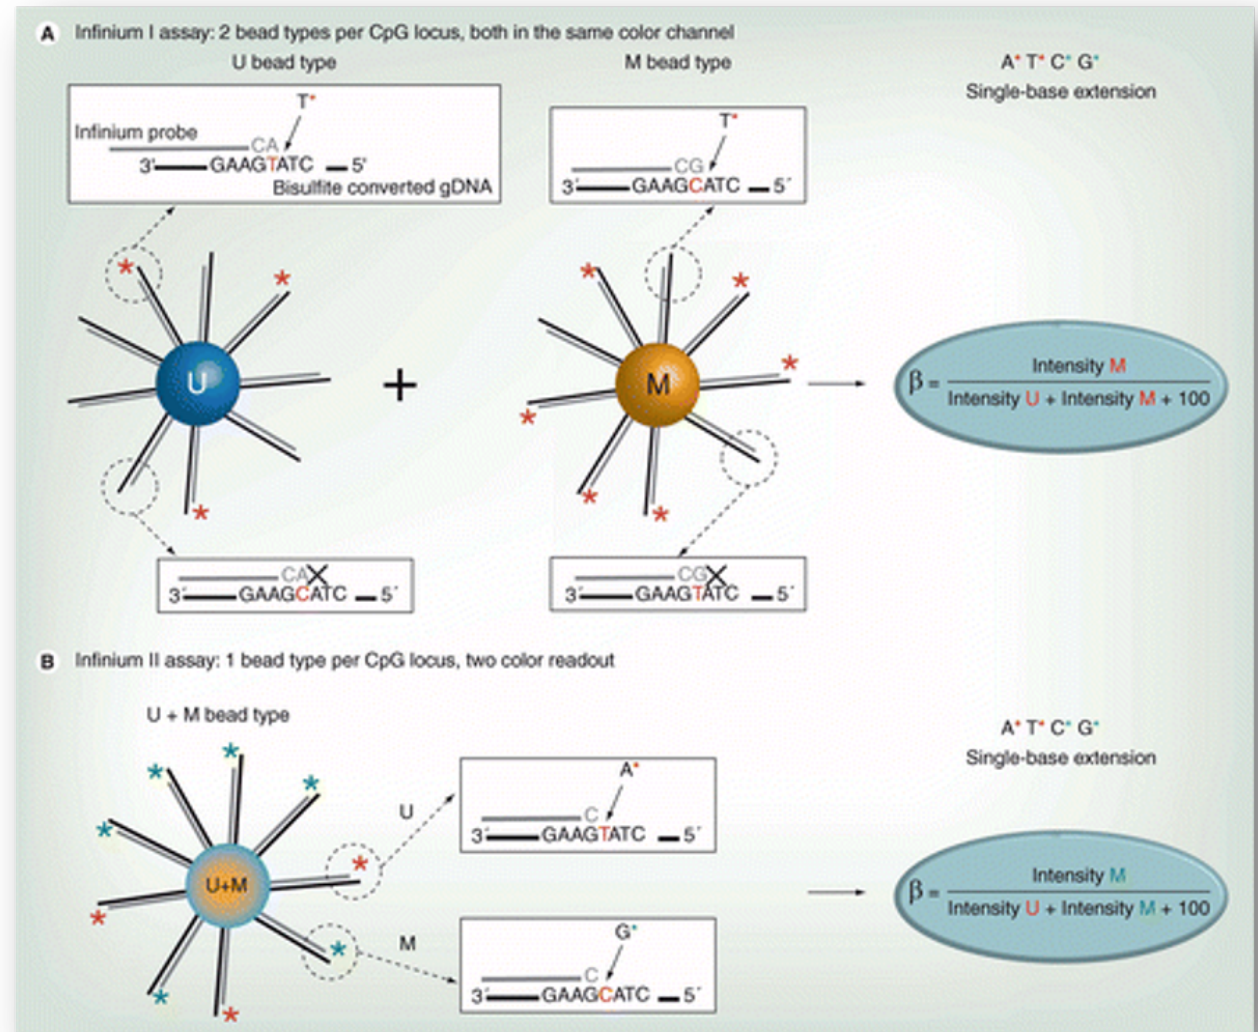 A Infinium I assay: 2 bead types per CpG locus, both in the same color channel
U bead type
M bead type
A* T* C* G*
Single-base extension
T*
Infinium probe
CA
3' GAAGTATC 5'
Bisulfite converted gDNA
T*
CG
3´ GAAGCATC 5´
U
+
M
β = Intensity M
Intensity U + Intensity M + 100
CA
3´ GAAGCATC 5´
CG
3´ GAAGTATC 5´
B Infinium II assay: 1 bead type per CpG locus, two color readout
U + M bead type
A* T* C* G*
Single-base extension
U
A*
C
3´ GAAGTATC 5´
U+M
β = Intensity M
Intensity U + Intensity M + 100
M
G*
C
3´ GAAGCATC 5´